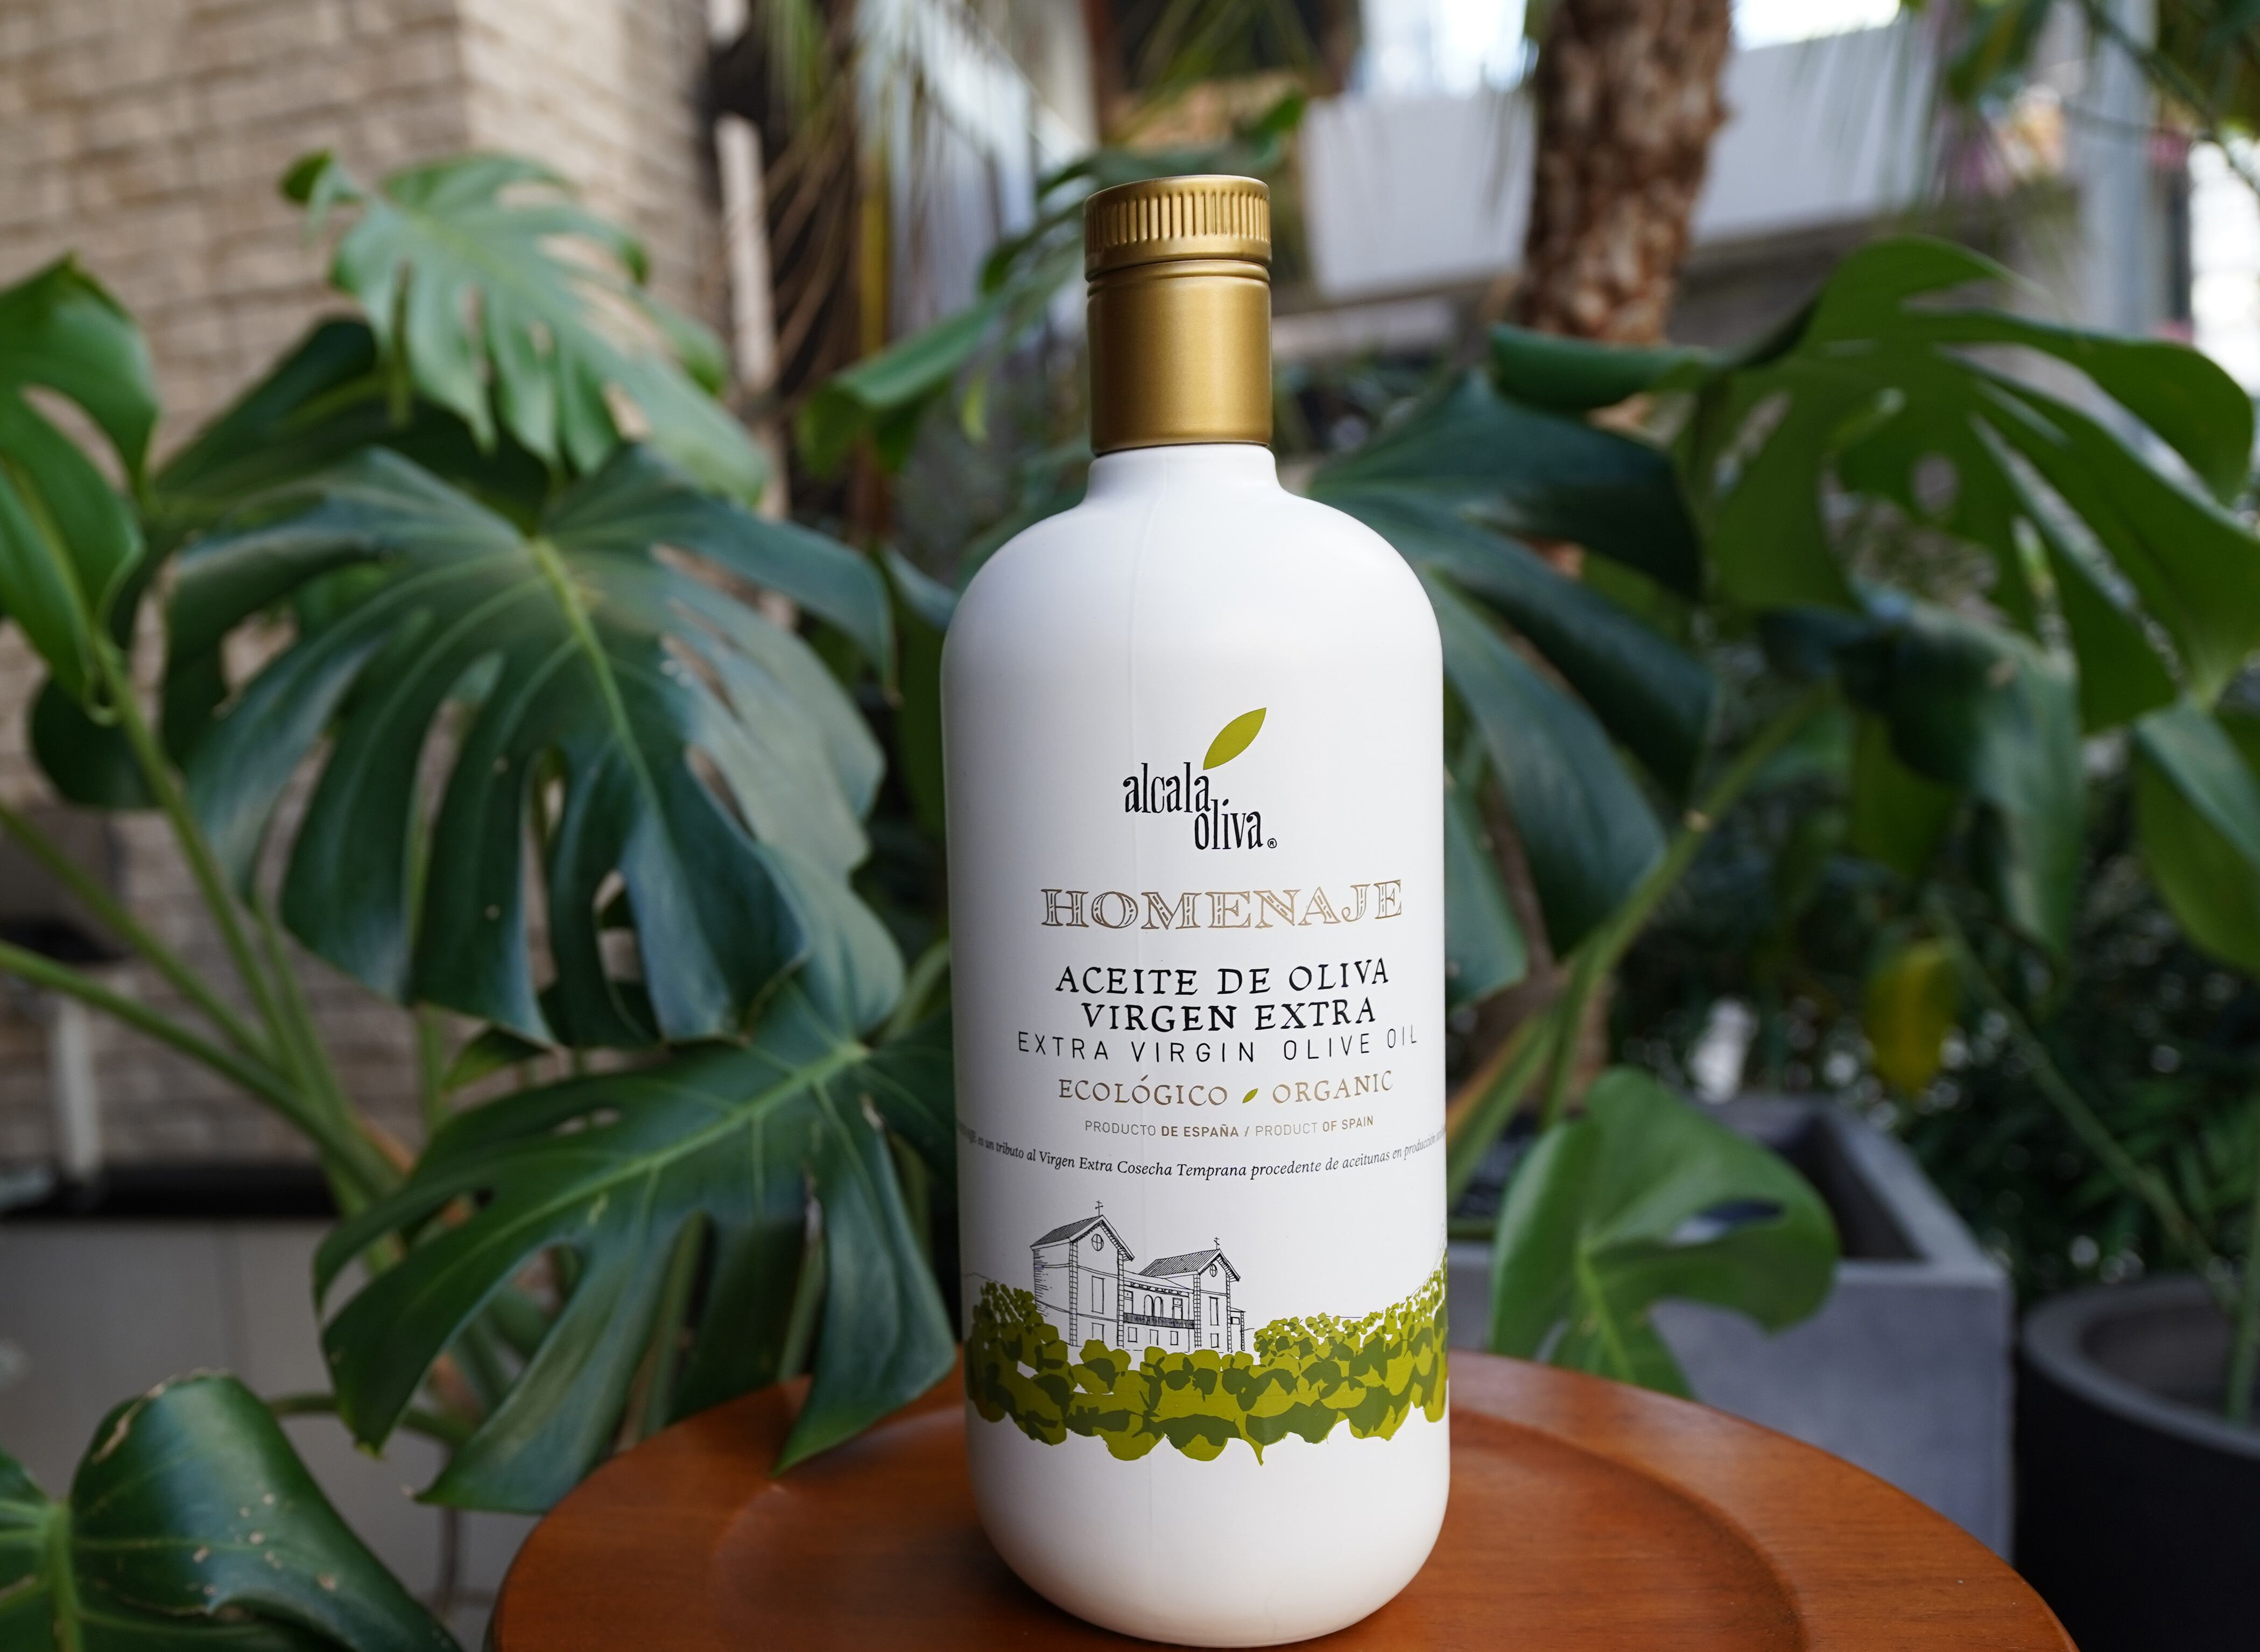 alcala
oliva®
HOMENAJE
ACEITE DE OLIVA
VIRGEN EXTRA
EXTRA VIRGIN OLIVE OIL
ECOLÓGICO ORGANIC
PRODUCTO DE ESPAÑA / PRODUCT OF SPAIN
es un tributo al Virgen Extra Cosecha Temprana procedente de aceitunas en producción